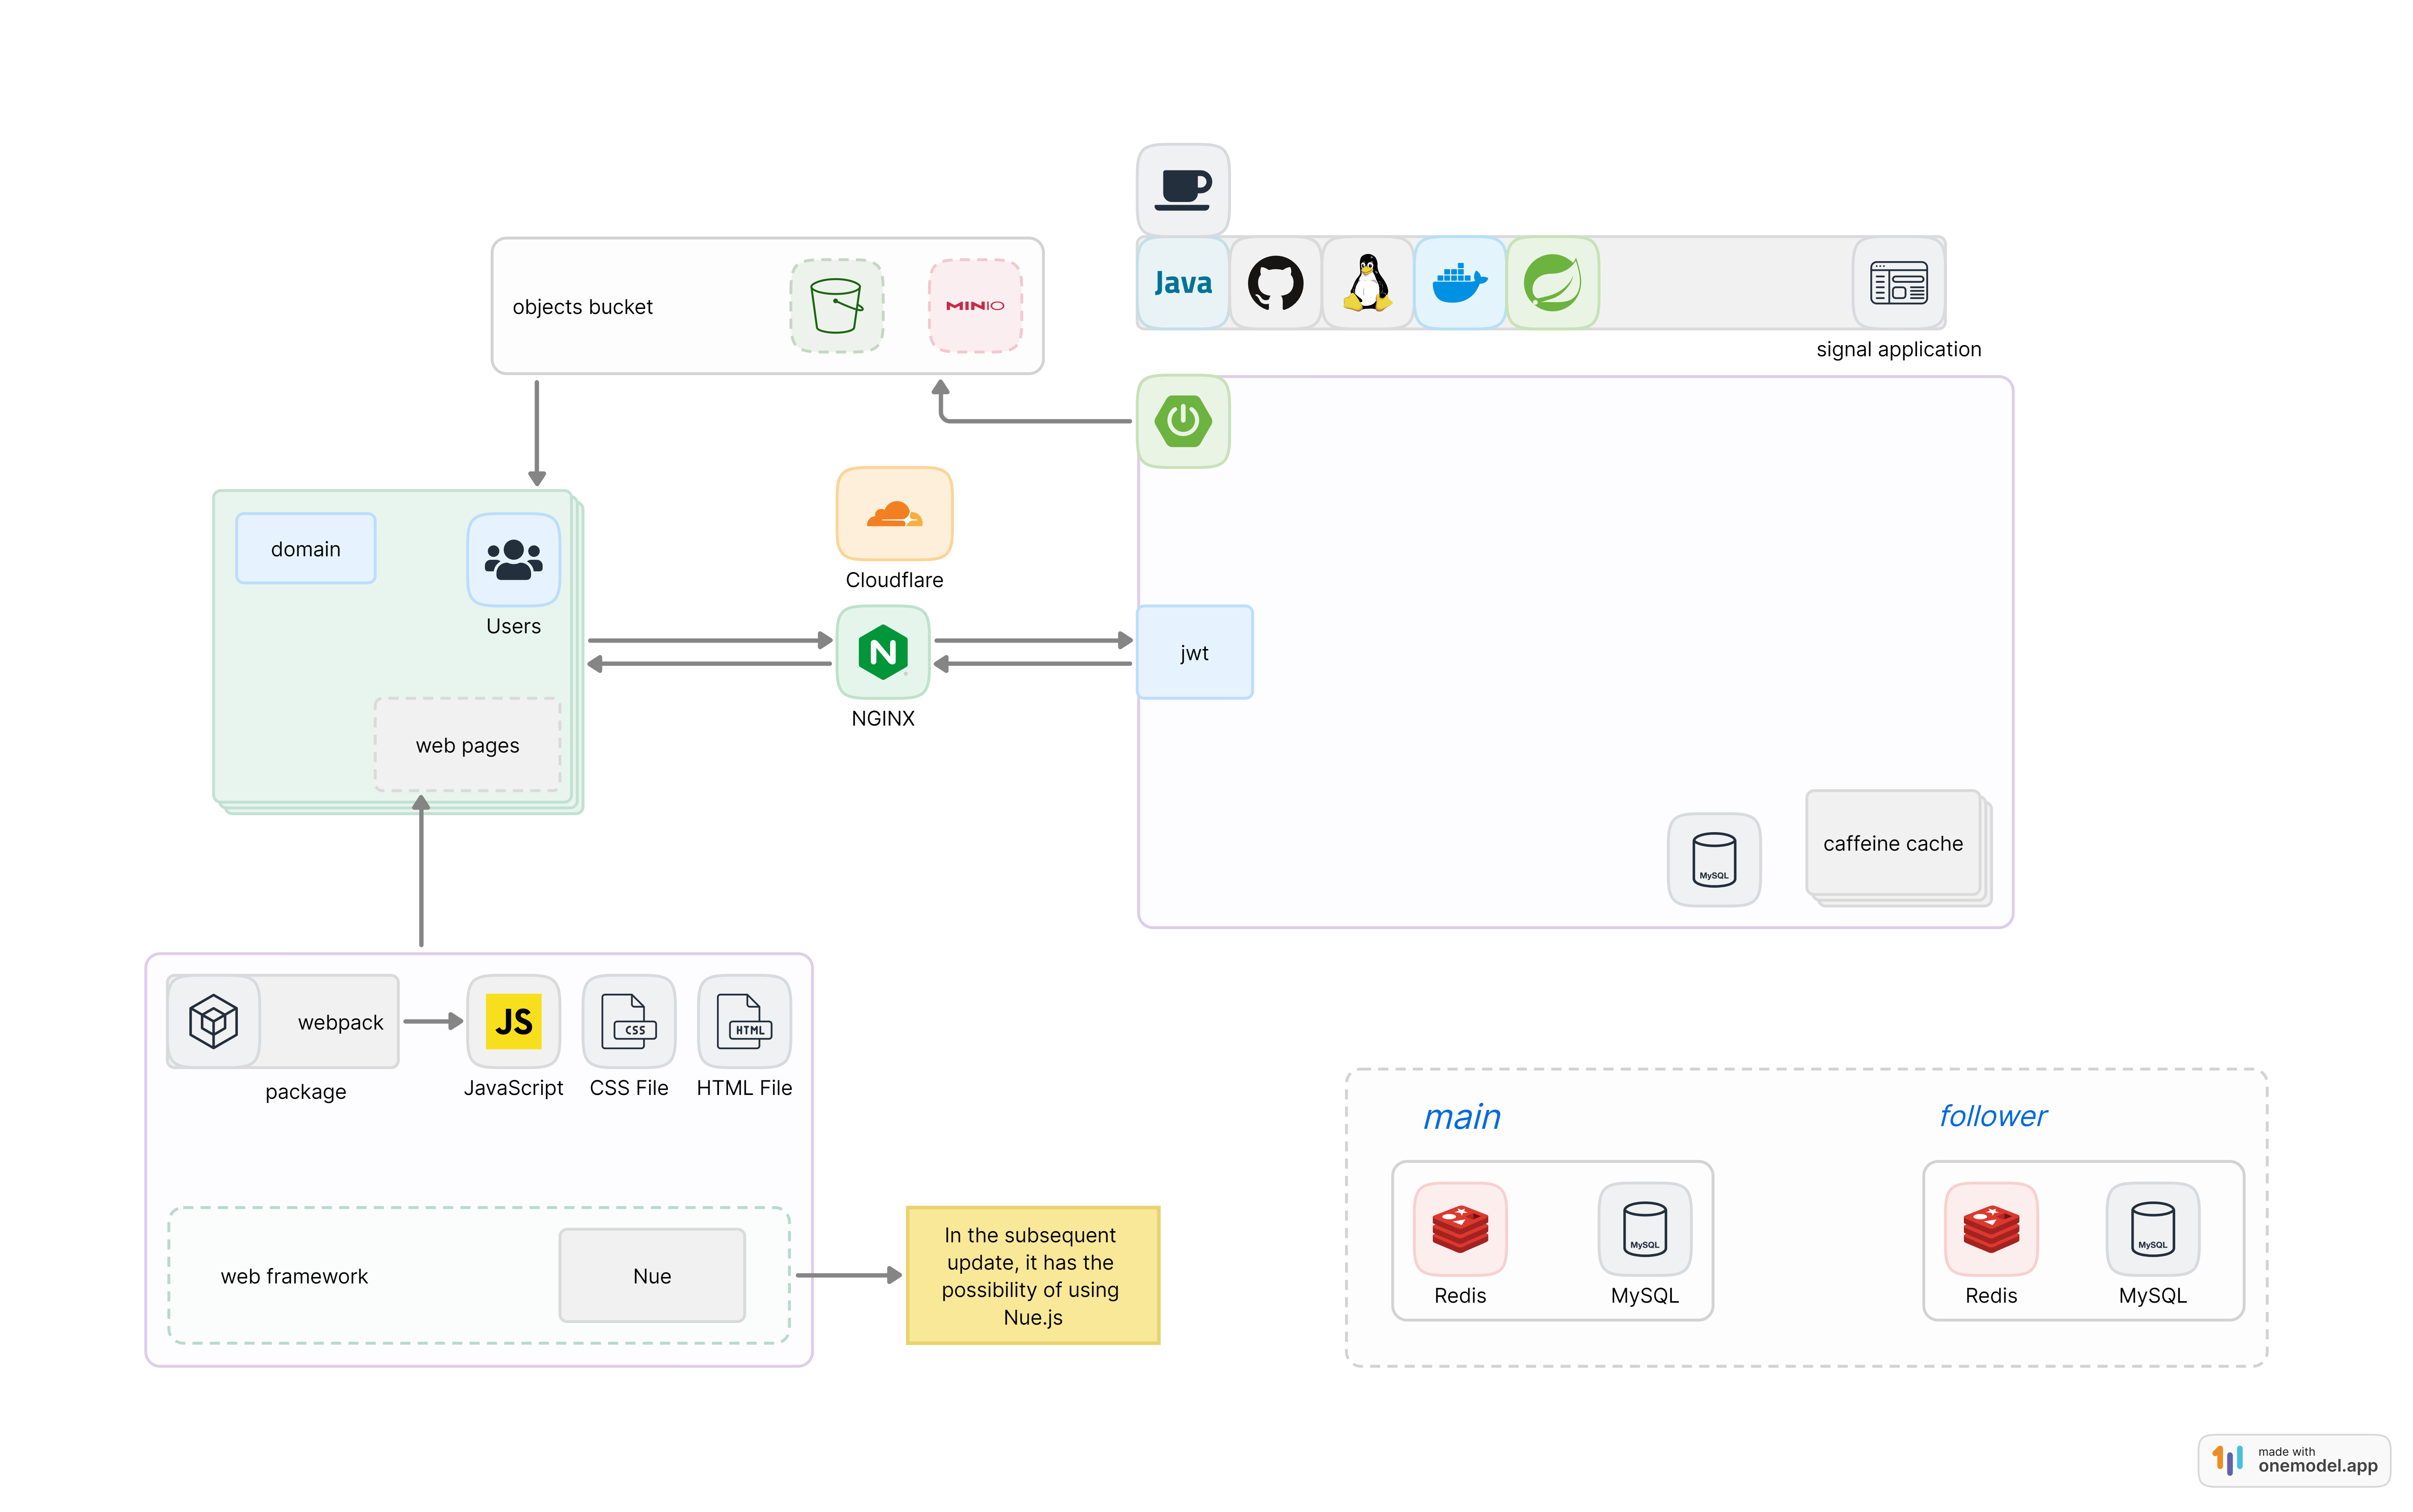 objects bucket
MINIO
Java
signal application
domain
Users
Cloudflare
NGINX
jwt
web pages
MySQL
caffeine cache
webpack
package
JS
JavaScript
CSS
CSS File
HTML
HTML File
web framework
Nue
In the subsequent
update, it has the
possibility of using
Nue.js
main
follower
Redis
MySQL
MySQL
Redis
MySQL
MySQL
made with
onemodel.app